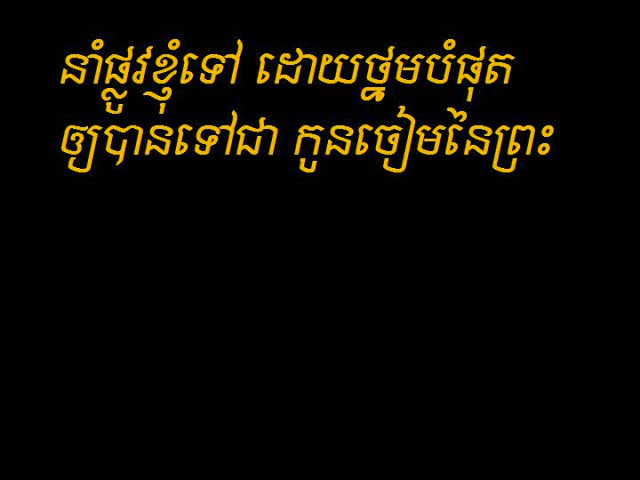 នាំផ្លូវខ្ញុំទៅ ដោយថ្នមបំផុត
ឲ្យបានទៅជា កូនចៀមនៃព្រះ